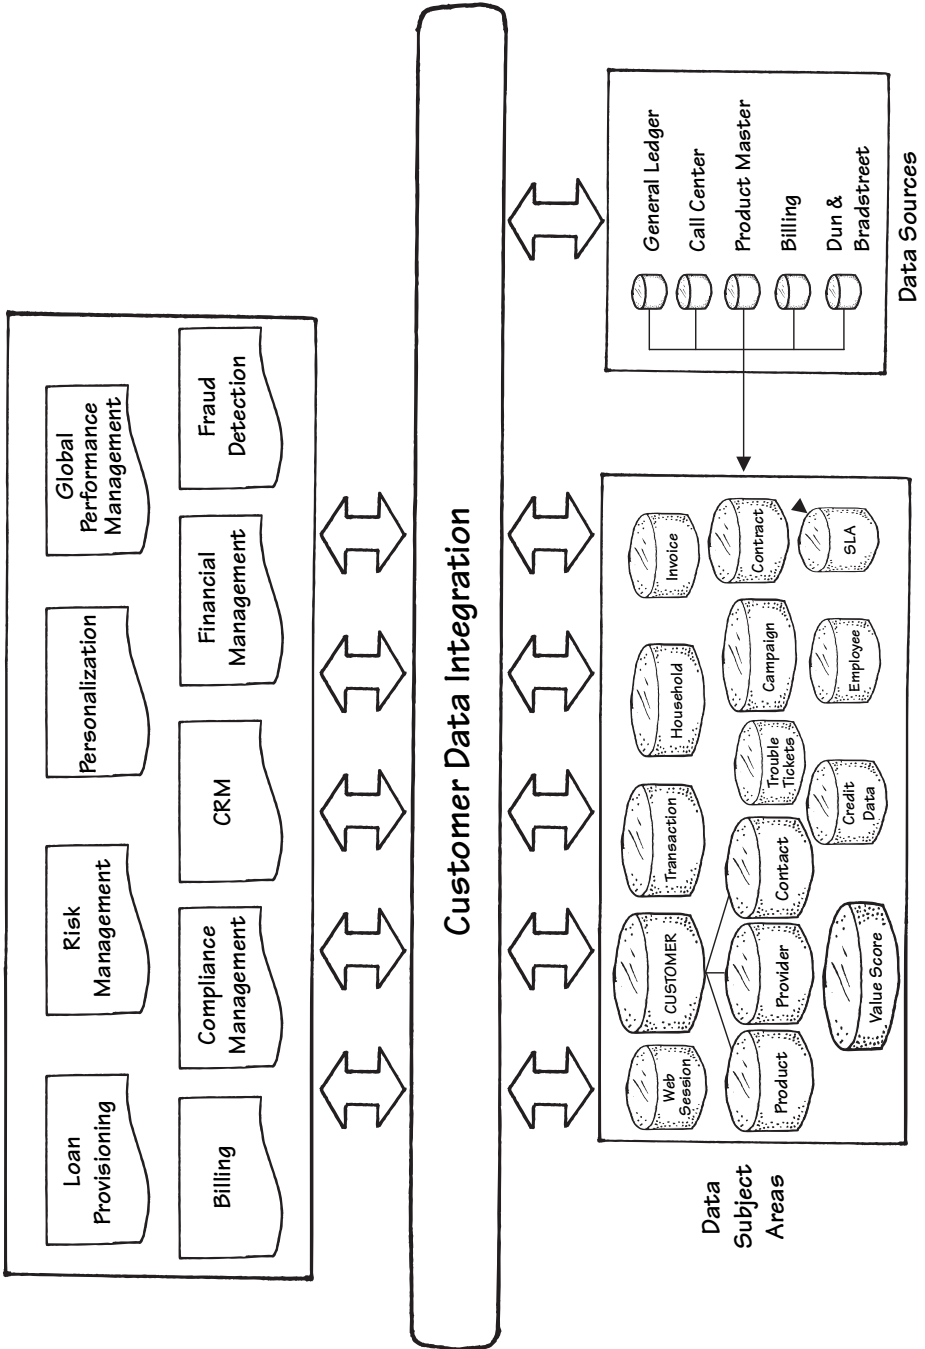 Loan
Provisioning
Risk
Management
Personalization
Global
Performance
Management
Billing
Compliance
Management
CRM
Financial
Management
Fraud
Detection
Customer Data Integration
Data
Subject
Areas
Web
Session
CUSTOMER
Transaction
Household
Invoice
Product
Provider
Contact
Trouble
Tickets
Campaign
Contract
Value Score
Credit
Data
Employee
SLA
General Ledger
Call Center
Product Master
Billing
Dun &
Bradstreet
Data Sources